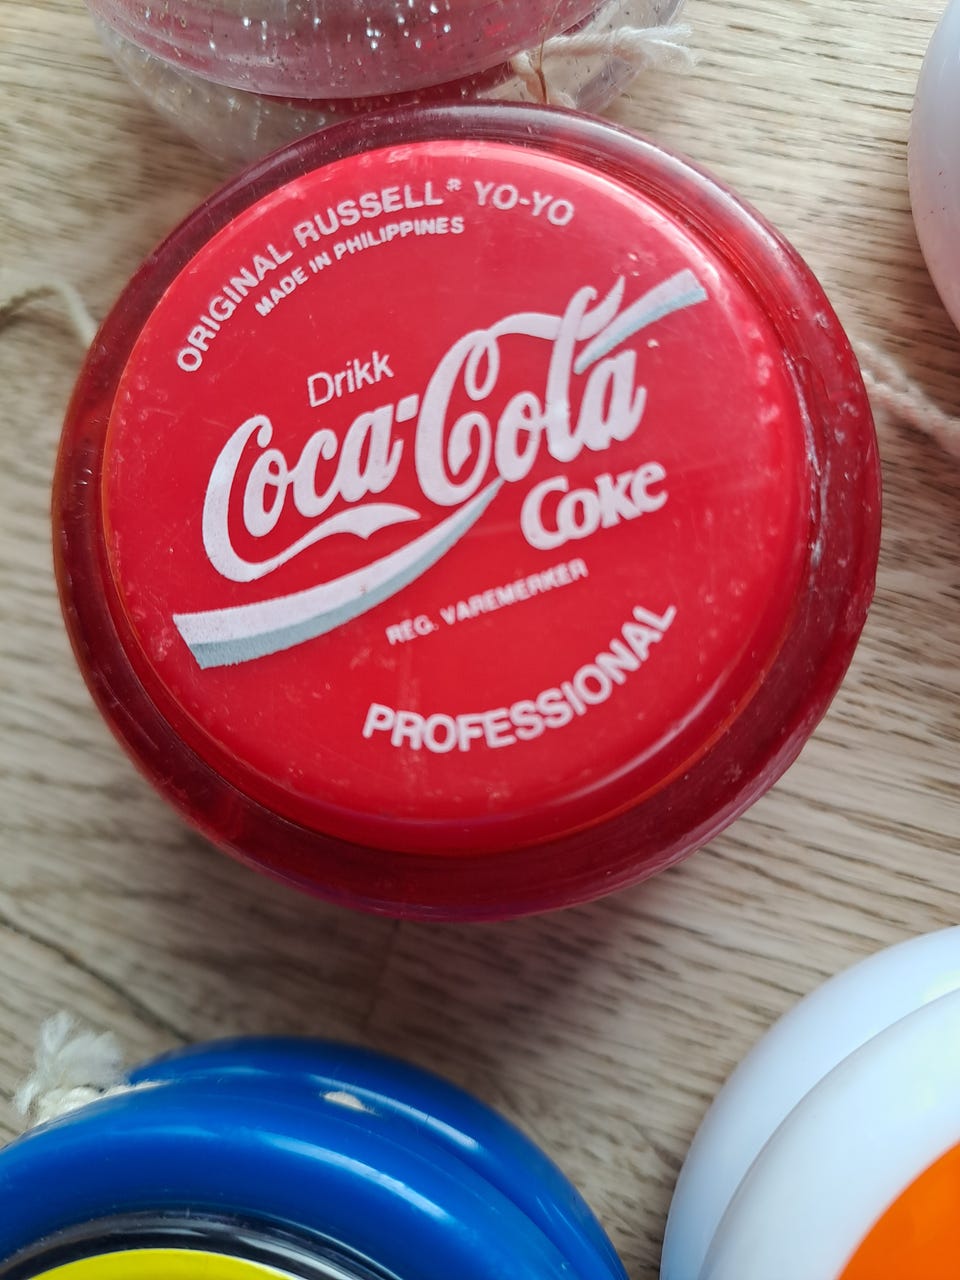 ORIGINAL RUSSELL® YO-YO
MADE IN PHILIPPINES
Drikk
Coca-Cola
Coke
REG. VAREMERKER
PROFESSIONAL